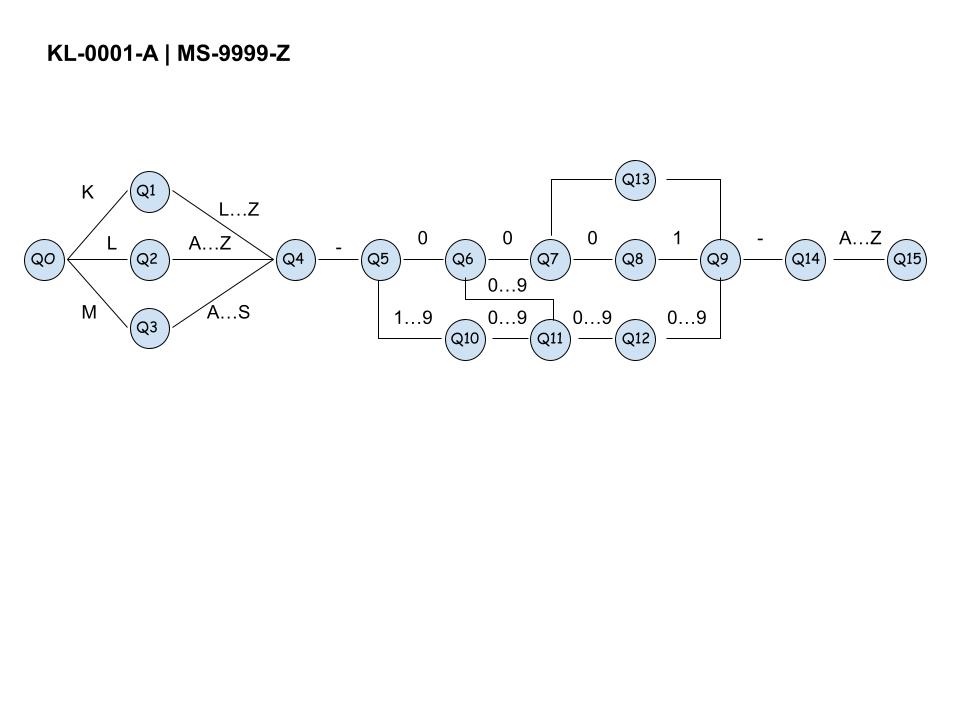 KL-0001-A | MS-9999-Z
Q13
K
Q1
L…Z
L
A…Z
-
0
0
0
1
-
A…Z
Q0
Q2
Q4
Q5
Q6
Q7
Q8
Q9
Q14
Q15
0…9
M
Q3
A…S
1…9
0…9
0…9
0…9
Q10
Q11
Q12